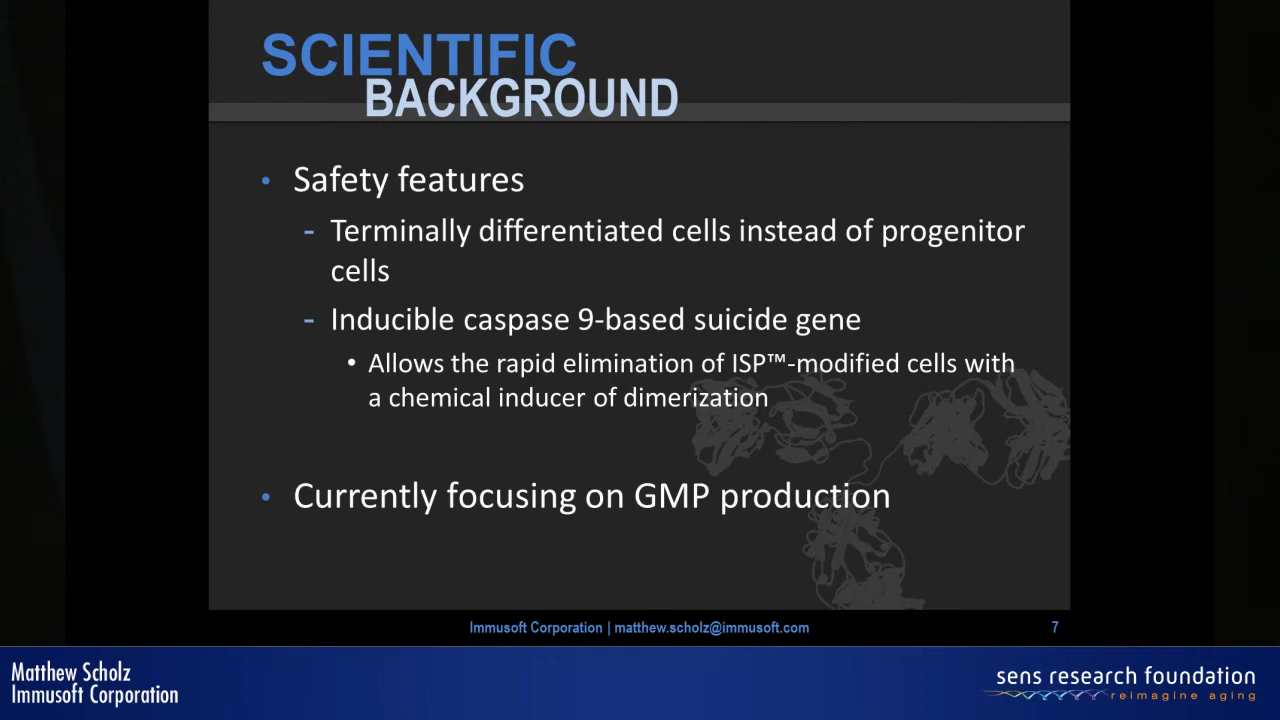 SCIENTIFIC
BACKGROUND
• Safety features
- Terminally differentiated cells instead of progenitor
cells
- Inducible caspase 9-based suicide gene
• Allows the rapid elimination of ISP™-modified cells with
a chemical inducer of dimerization
• Currently focusing on GMP production
Immusoft Corporation | matthew.scholz@immusoft.com
7
Matthew Scholz
Immusoft Corporation
sens research foundation
reimagine aging